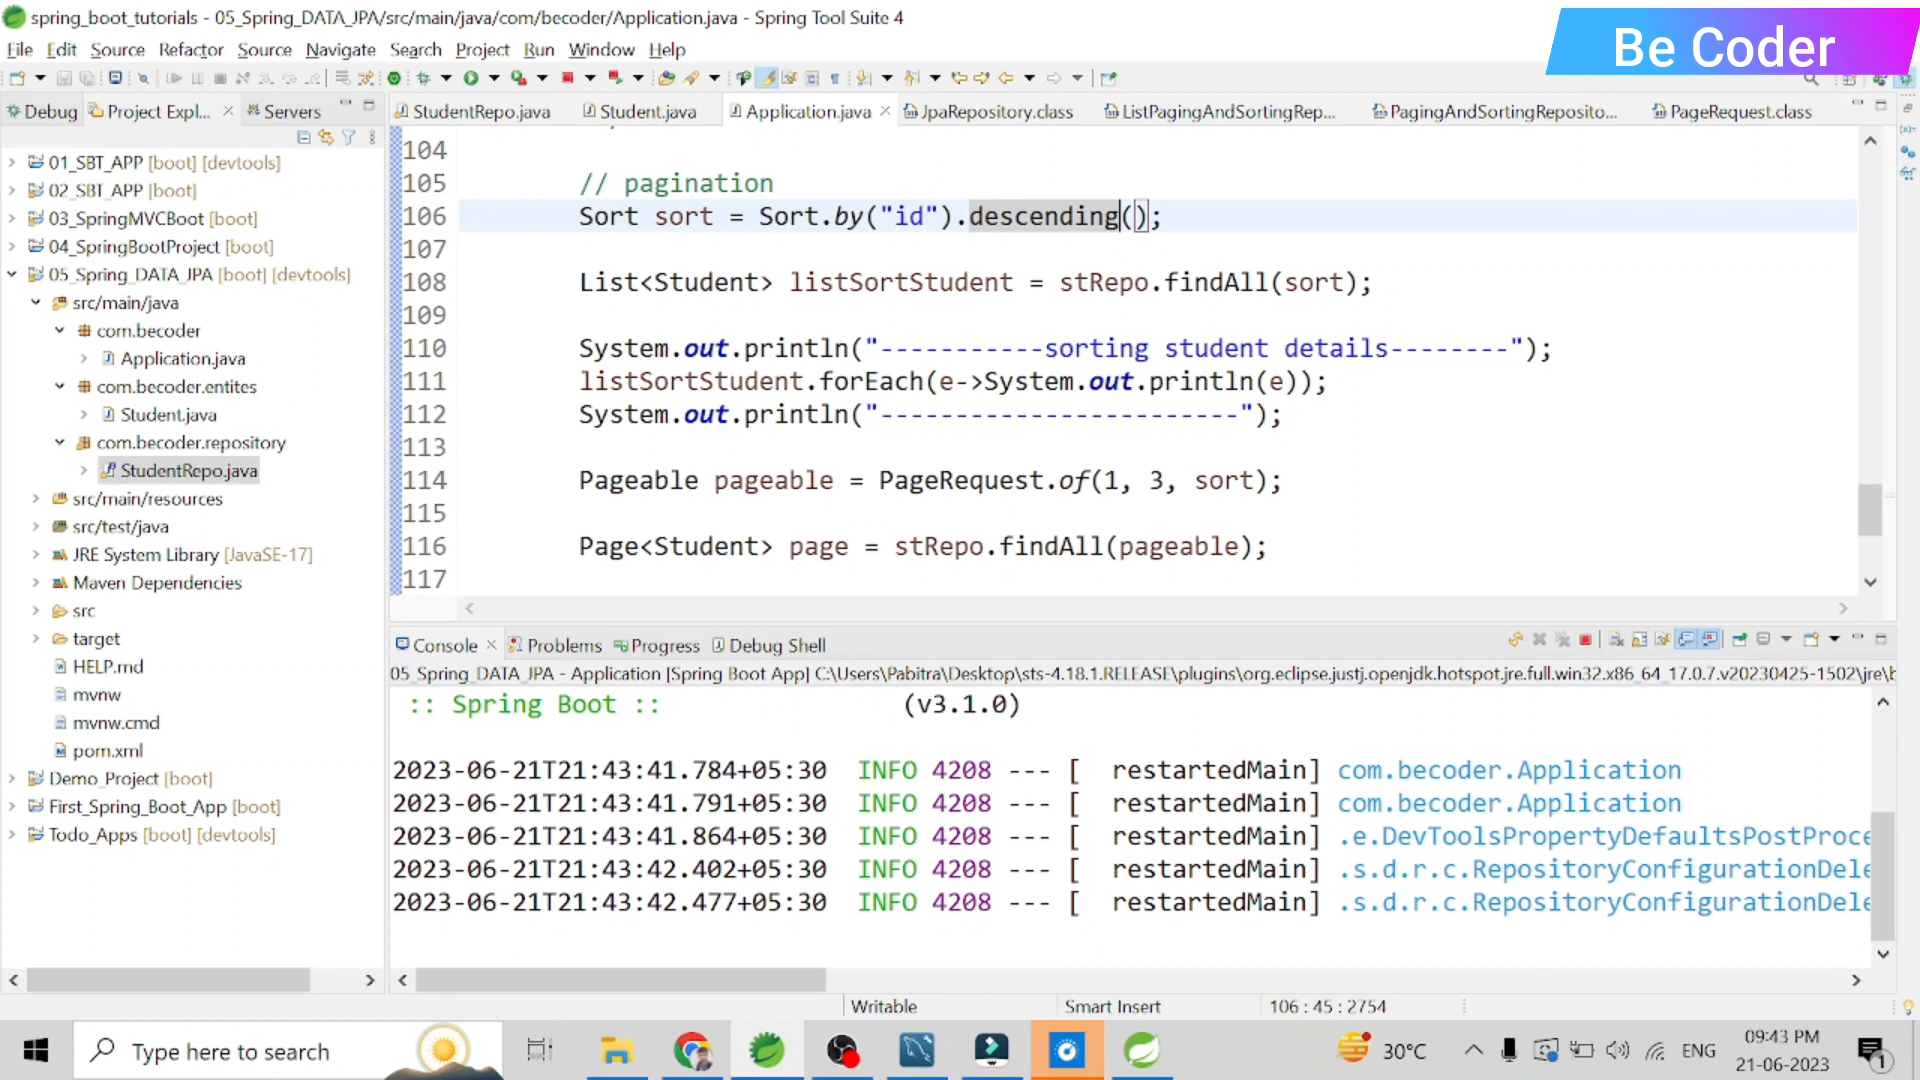 spring_boot_tutorials - 05_Spring_DATA_JPA/src/main/java/com/becoder/Application.java - Spring Tool Suite 4
Be Coder
File Edit Source Refactor Source Navigate Search Project Run Window Help
Debug Project Expl... Servers
StudentRepo.java Student.java Application.java JpaRepository.class ListPagingAndSortingRep... PagingAndSortingReposito... PageRequest.class
01_SBT_APP [boot] [devtools]
02_SBT_APP [boot]
03_SpringMVCBoot [boot]
04_SpringBootProject [boot]
05_Spring_DATA_JPA [boot] [devtools]
src/main/java
com.becoder
Application.java
com.becoder.entites
Student.java
com.becoder.repository
StudentRepo.java
src/main/resources
src/test/java
JRE System Library [JavaSE-17]
Maven Dependencies
src
target
HELP.md
mvnw
mvnw.cmd
pom.xml
Demo_Project [boot]
First_Spring_Boot_App [boot]
Todo_Apps [boot] [devtools]
104
105 // pagination
106 Sort sort = Sort.by("id").descending();
107
108 List<Student> listSortStudent = stRepo.findAll(sort);
109
110 System.out.println("-----------sorting student details--------");
111 listSortStudent.forEach(e->System.out.println(e));
112 System.out.println("------------------------");
113
114 Pageable pageable = PageRequest.of(1, 3, sort);
115
116 Page<Student> page = stRepo.findAll(pageable);
117
Console Problems Progress Debug Shell
05_Spring_DATA_JPA - Application [Spring Boot App] C:\Users\Pabitra\Desktop\sts-4.18.1.RELEASE\plugins\org.eclipse.justj.openjdk.hotspot.jre.full.win32.x86_64_17.0.7.v20230425-1502\jre\b
:: Spring Boot :: (v3.1.0)
2023-06-21T21:43:41.784+05:30 INFO 4208 --- [ restartedMain] com.becoder.Application
2023-06-21T21:43:41.791+05:30 INFO 4208 --- [ restartedMain] com.becoder.Application
2023-06-21T21:43:41.864+05:30 INFO 4208 --- [ restartedMain] .e.DevToolsPropertyDefaultsPostProce
2023-06-21T21:43:42.402+05:30 INFO 4208 --- [ restartedMain] .s.d.r.c.RepositoryConfigurationDele
2023-06-21T21:43:42.477+05:30 INFO 4208 --- [ restartedMain] .s.d.r.c.RepositoryConfigurationDele
Writable Smart Insert 106 : 45 : 2754
Type here to search
30°C ENG
09:43 PM
21-06-2023
1